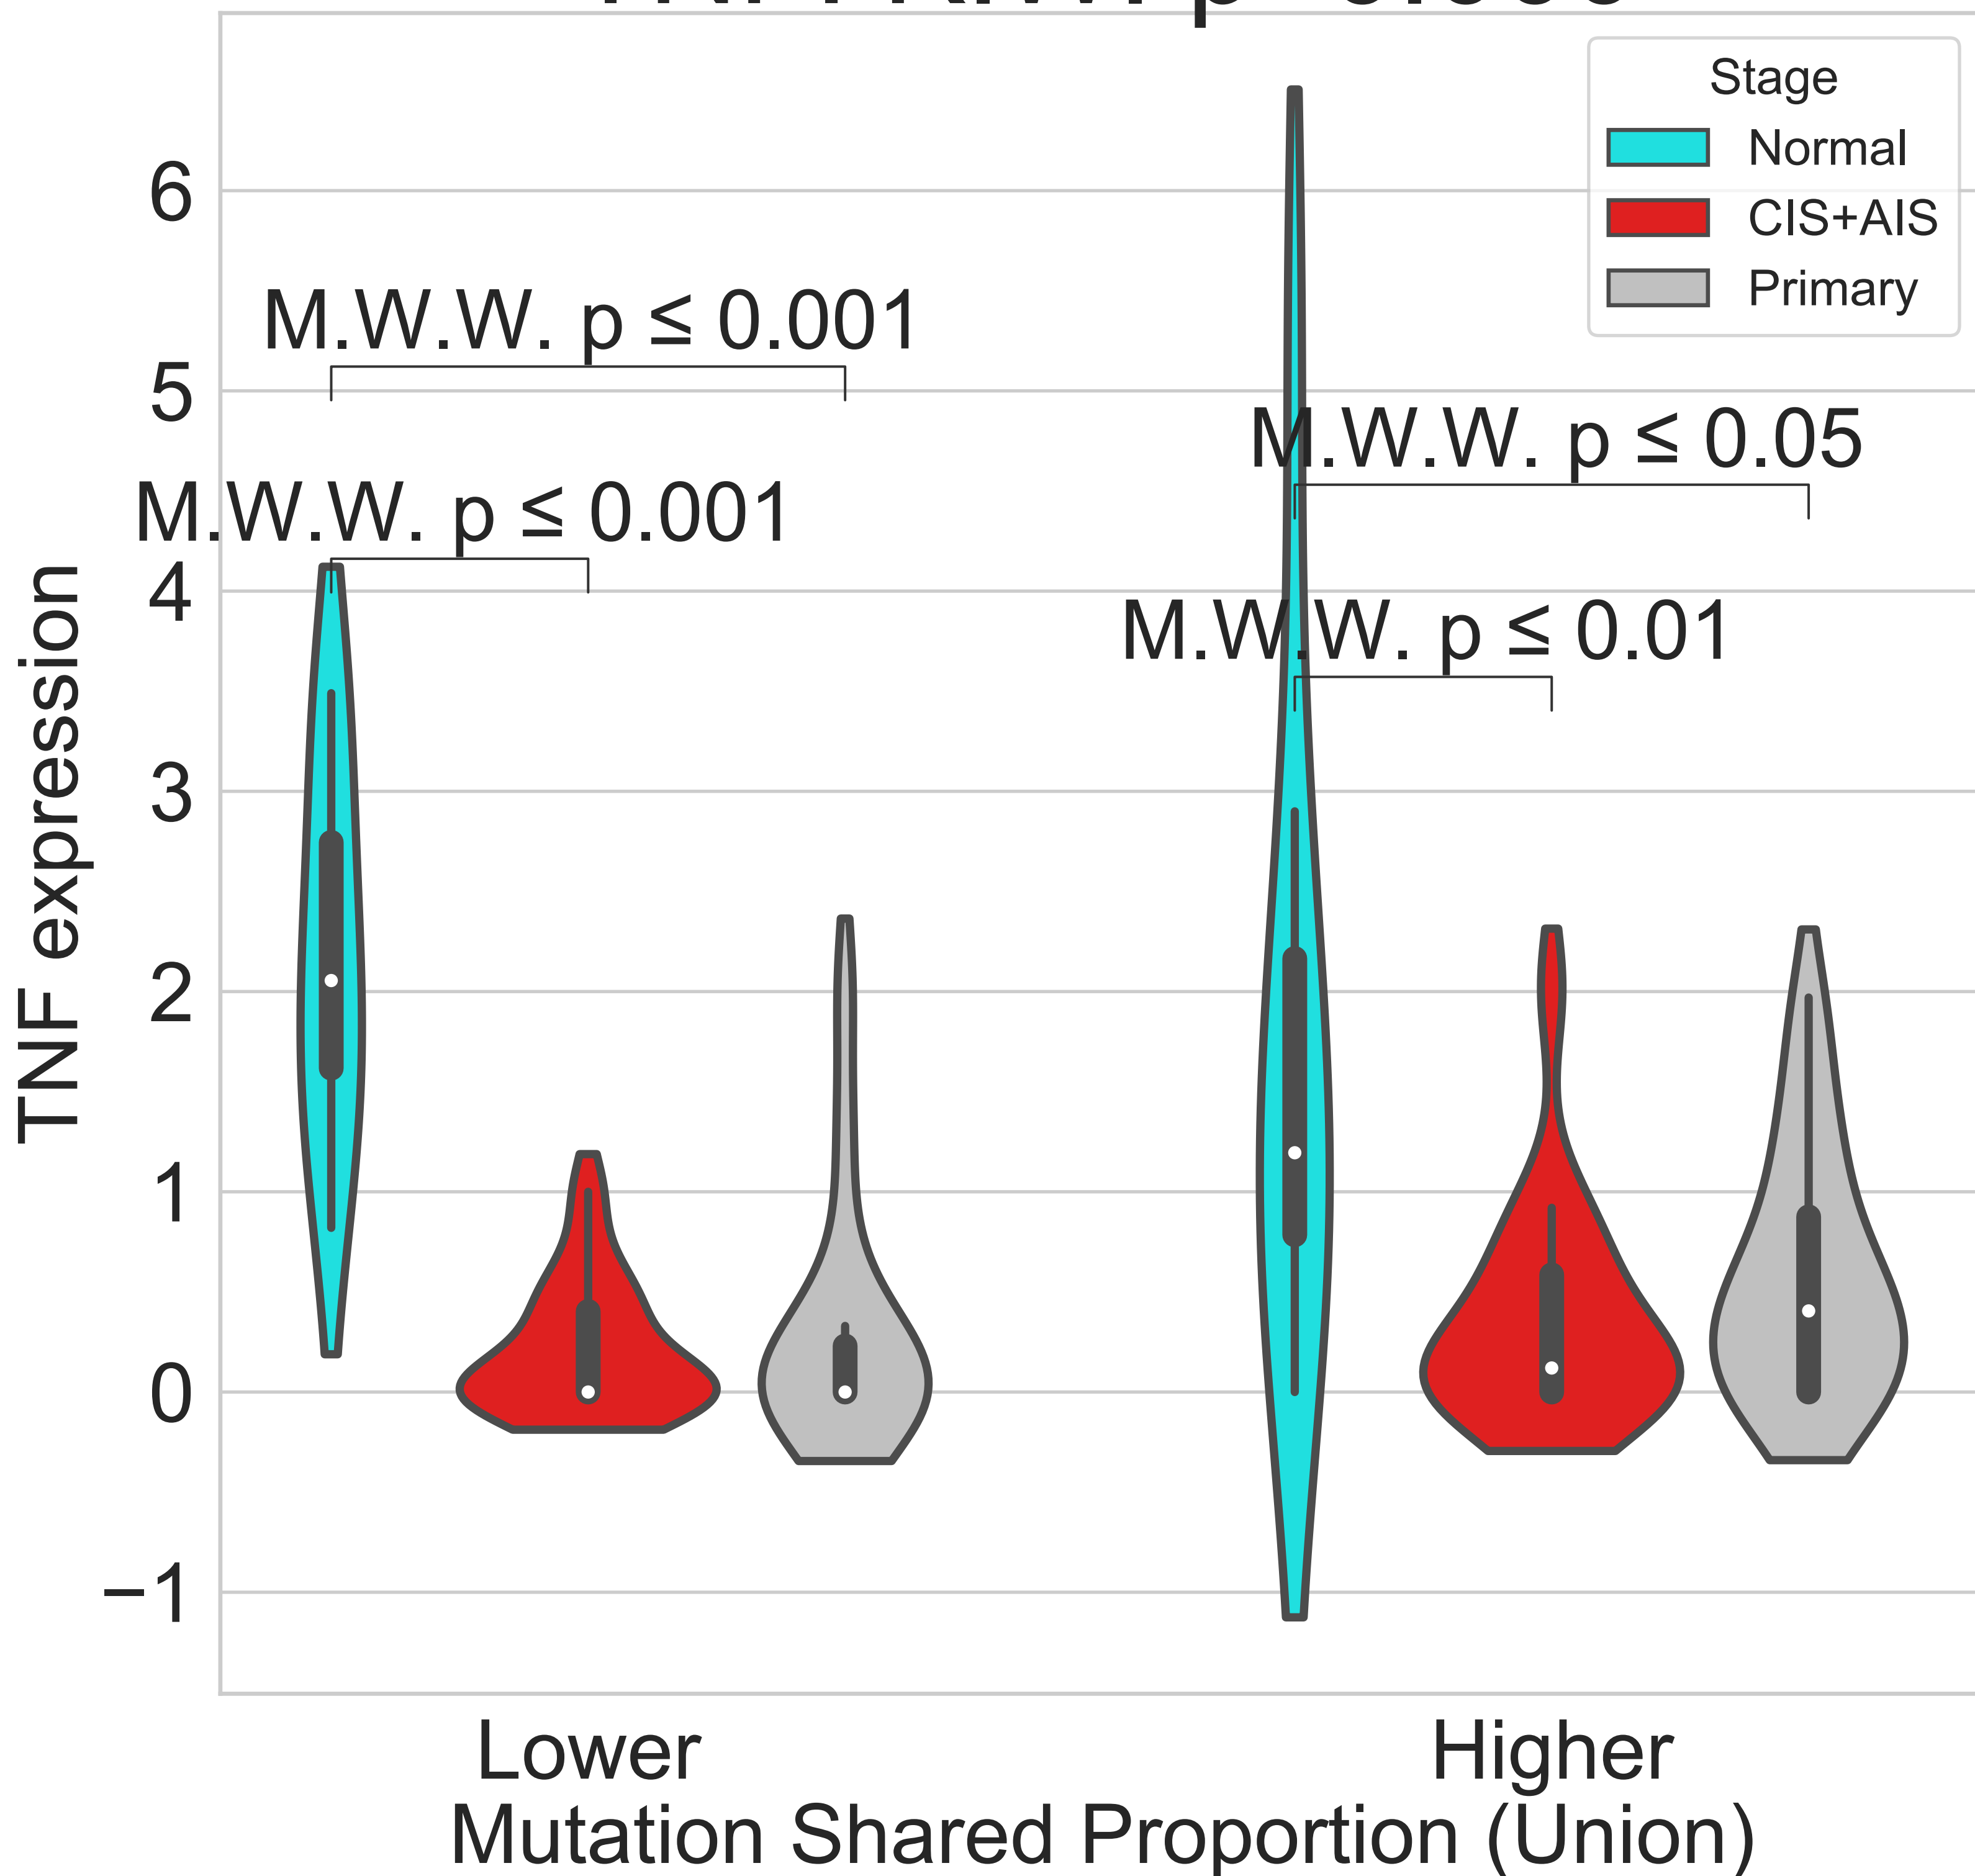 Stage
Normal
CIS+AIS
Primary
M.W.W. p ≤ 0.001
M.W.W. p ≤ 0.001
M.W.W. p ≤ 0.05
M.W.W. p ≤ 0.01
6
5
4
3
2
1
0
−1
TNF expression
Lower
Higher
Mutation Shared Proportion (Union)